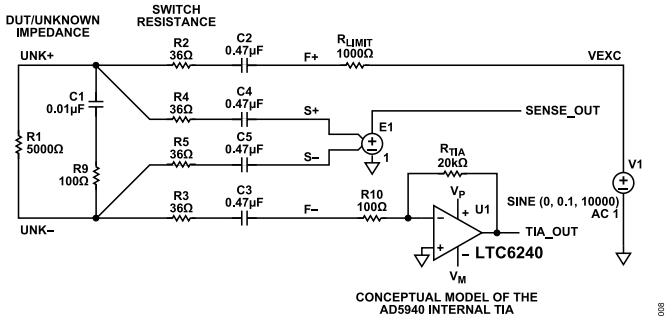 DUT/UNKNOWN
IMPEDANCE
SWITCH
RESISTANCE
UNK+
R2
36Ω
C2
0.47µF
F+
RLIMIT
1000Ω
VEXC
C1
0.01µF
R4
36Ω
C4
0.47µF
S+
E1
SENSE_OUT
R1
5000Ω
R5
36Ω
C5
0.47µF
S–
1
R9
100Ω
RTIA
20kΩ
V1
SINE (0, 0.1, 10000)
AC 1
UNK–
R3
36Ω
C3
0.47µF
F–
R10
100Ω
VP
U1
TIA_OUT
LTC6240
VM
CONCEPTUAL MODEL OF THE
AD5940 INTERNAL TIA
008